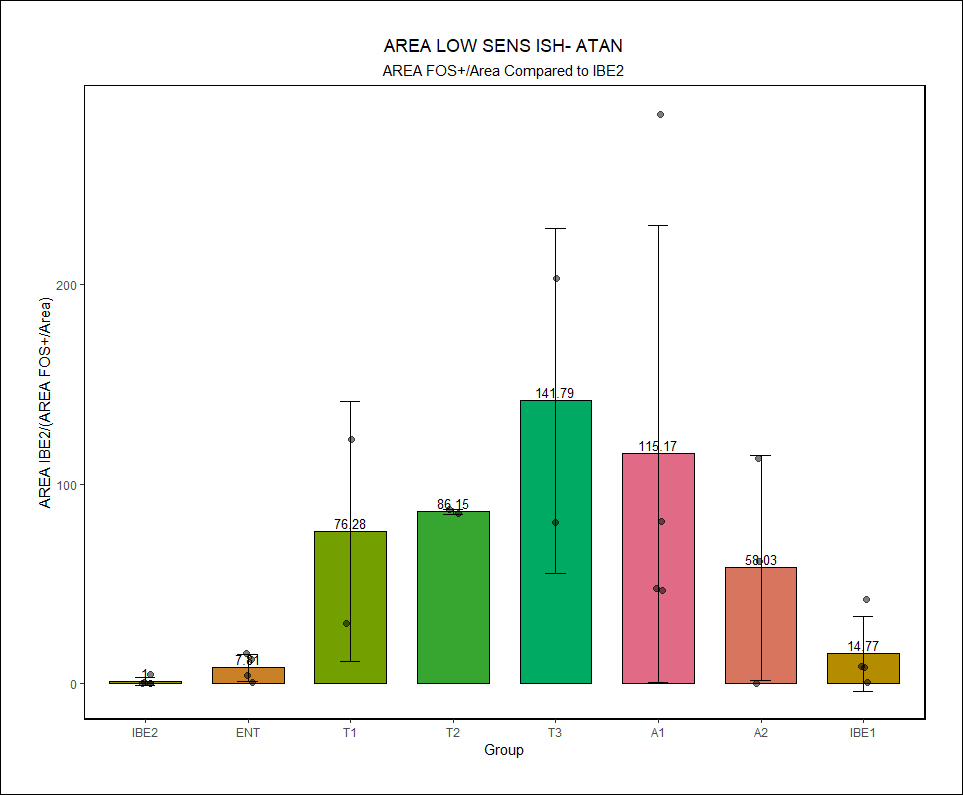 AREA LOW SENS ISH- ATAN
AREA FOS+/Area Compared to IBE2
AREA IBE2/(AREA FOS+/Area)
200
100
0
1
7.81
76.28
86.15
141.79
115.17
58.03
14.77
IBE2 ENT T1 T2 T3 A1 A2 IBE1
Group